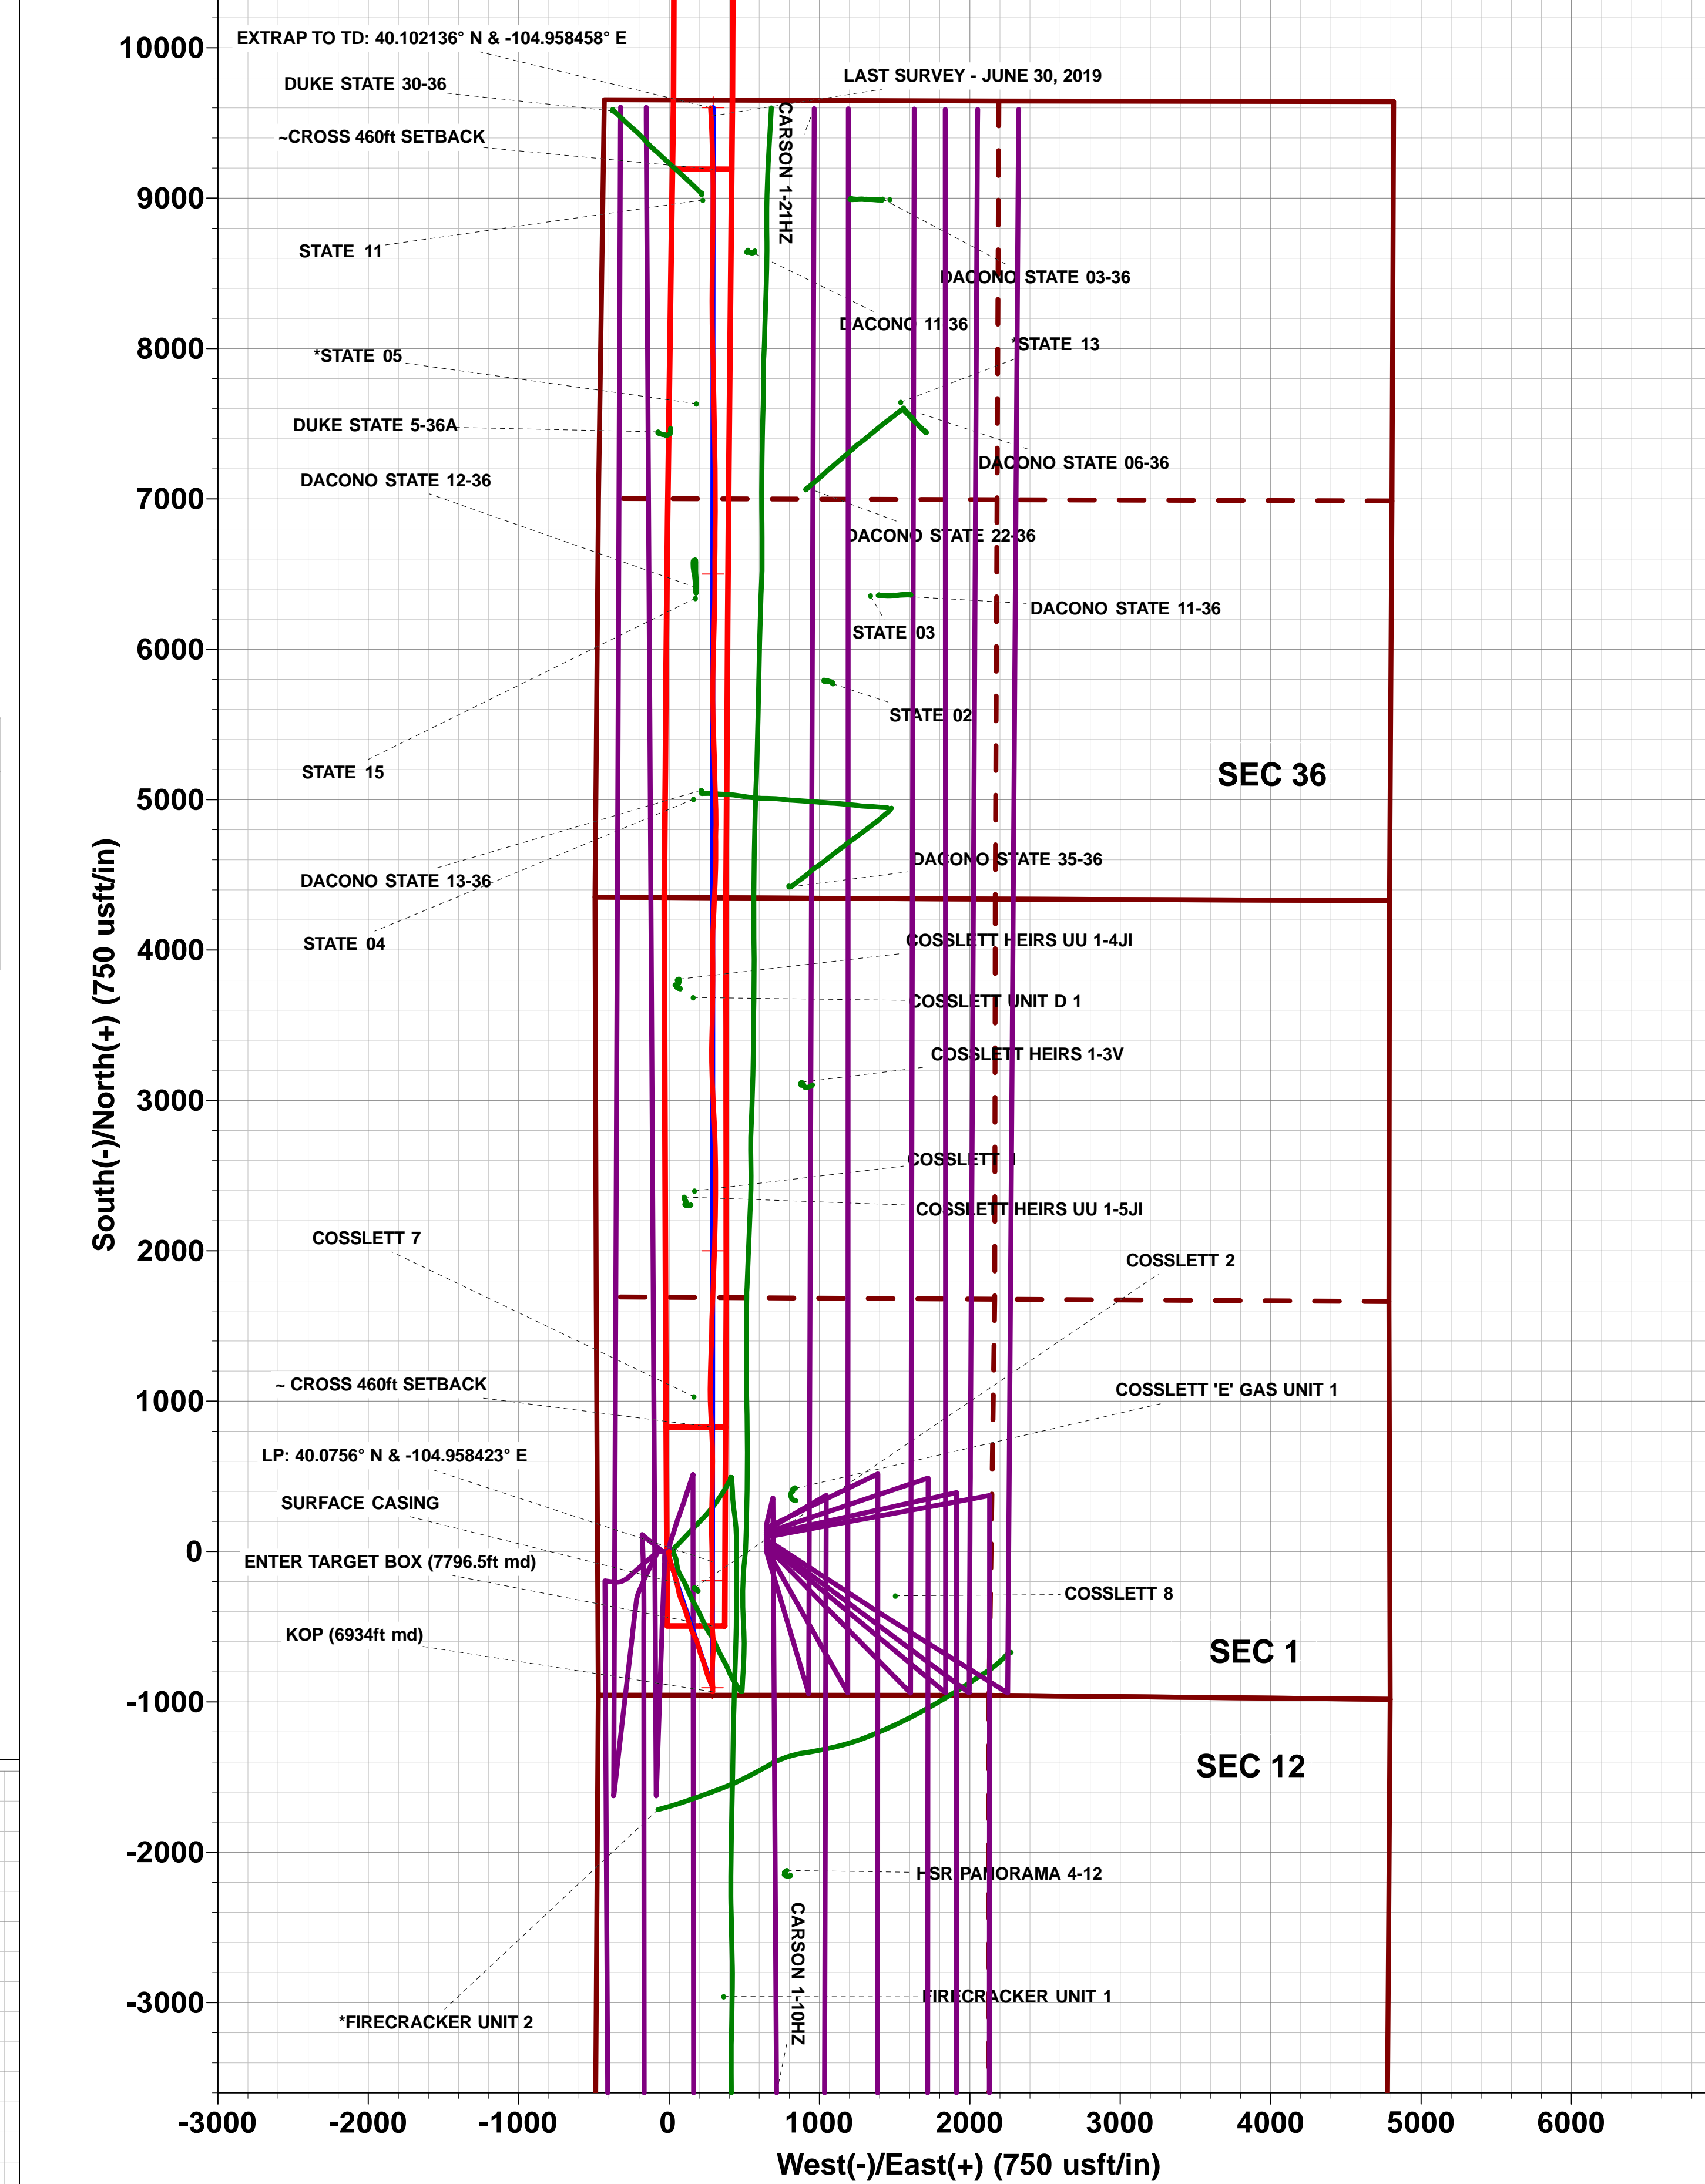 10000
EXTRAP TO TD: 40.102136° N & -104.958458° E
LAST SURVEY - JUNE 30, 2019
DUKE STATE 30-36
~CROSS 460ft SETBACK
CARSON 1-21HZ
9000
STATE 11
DACONO STATE 03-36
DACONO 11-36
8000
*STATE 05
*STATE 13
DUKE STATE 5-36A
DACONO STATE 06-36
DACONO STATE 12-36
7000
DACONO STATE 22-36
DACONO STATE 11-36
STATE 03
6000
STATE 02
STATE 15
SEC 36
5000
DACONO STATE 35-36
DACONO STATE 13-36
STATE 04
COSSLETT HEIRS UU 1-4JI
4000
COSSLETT UNIT D 1
COSSLETT HEIRS 1-3V
3000
South(-)/North(+) (750 usft/in)
COSSLETT 1
COSSLETT HEIRS UU 1-5JI
COSSLETT 7
2000
COSSLETT 2
~ CROSS 460ft SETBACK
COSSLETT 'E' GAS UNIT 1
1000
LP: 40.0756° N & -104.958423° E
SURFACE CASING
0
ENTER TARGET BOX (7796.5ft md)
COSSLETT 8
KOP (6934ft md)
SEC 1
-1000
SEC 12
-2000
HSR PANORAMA 4-12
CARSON 1-10HZ
-3000
FIRECRACKER UNIT 1
*FIRECRACKER UNIT 2
-3000 -2000 -1000 0 1000 2000 3000 4000 5000 6000
West(-)/East(+) (750 usft/in)